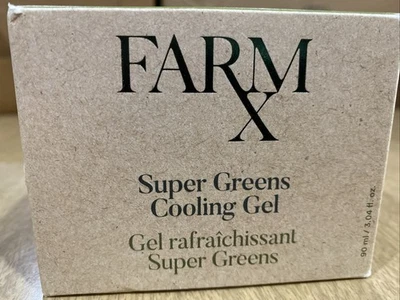 FARM
X
Super Greens
Cooling Gel
Gel rafraîchissant
Super Greens
90 ml / 3.04 fl. oz.